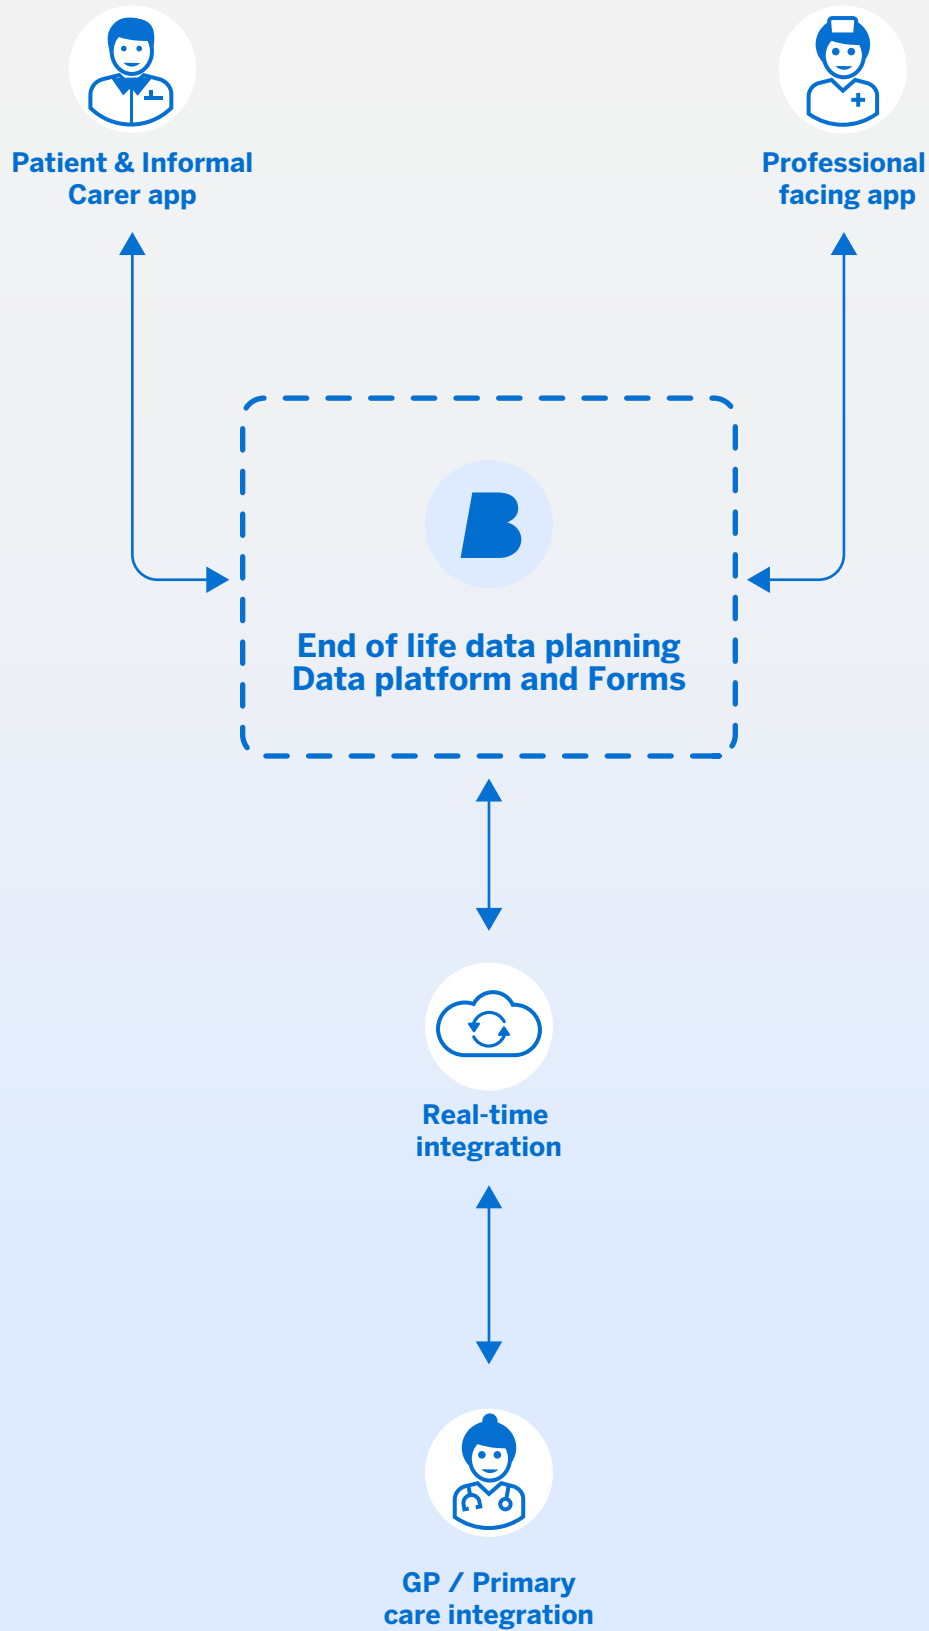 Patient & Informal
Carer app
Professional
facing app
B
End of life data planning
Data platform and Forms
Real-time
integration
GP / Primary
care integration